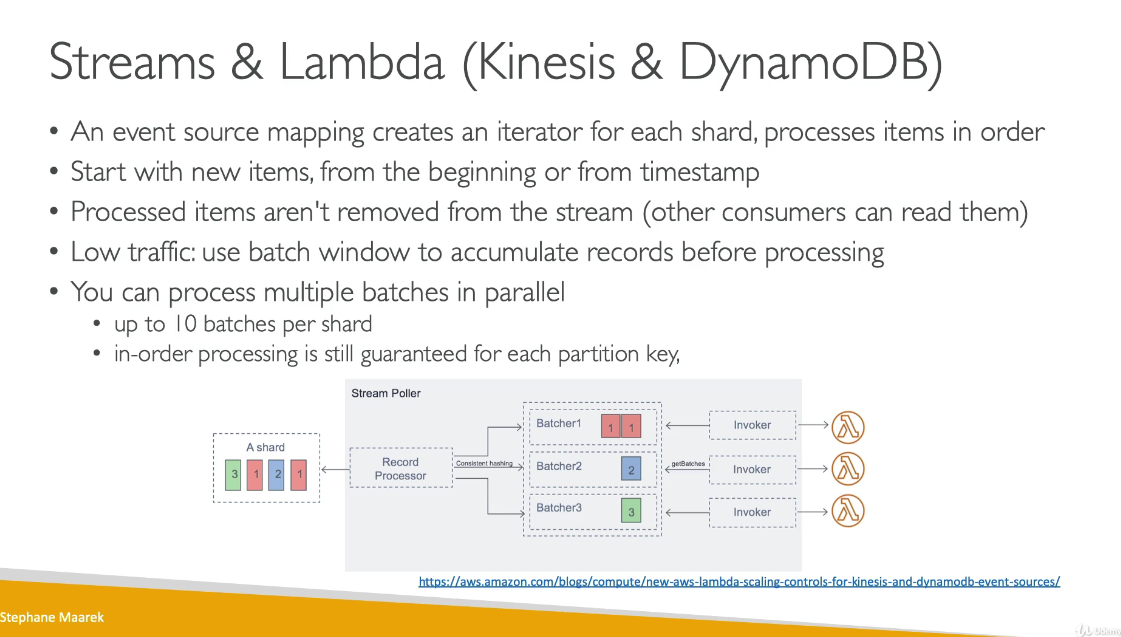 Streams & Lambda (Kinesis & DynamoDB)
• An event source mapping creates an iterator for each shard, processes items in order
• Start with new items, from the beginning or from timestamp
• Processed items aren't removed from the stream (other consumers can read them)
• Low traffic: use batch window to accumulate records before processing
• You can process multiple batches in parallel
• up to 10 batches per shard
• in-order processing is still guaranteed for each partition key,
Stream Poller
A shard
3 1 2 1
Record
Processor
Consistent hashing
Batcher1 1 1
Batcher2 2
Batcher3 3
getBatches
Invoker
Invoker
Invoker
https://aws.amazon.com/blogs/compute/new-aws-lambda-scaling-controls-for-kinesis-and-dynamodb-event-sources/
Stephane Maarek
Udemy